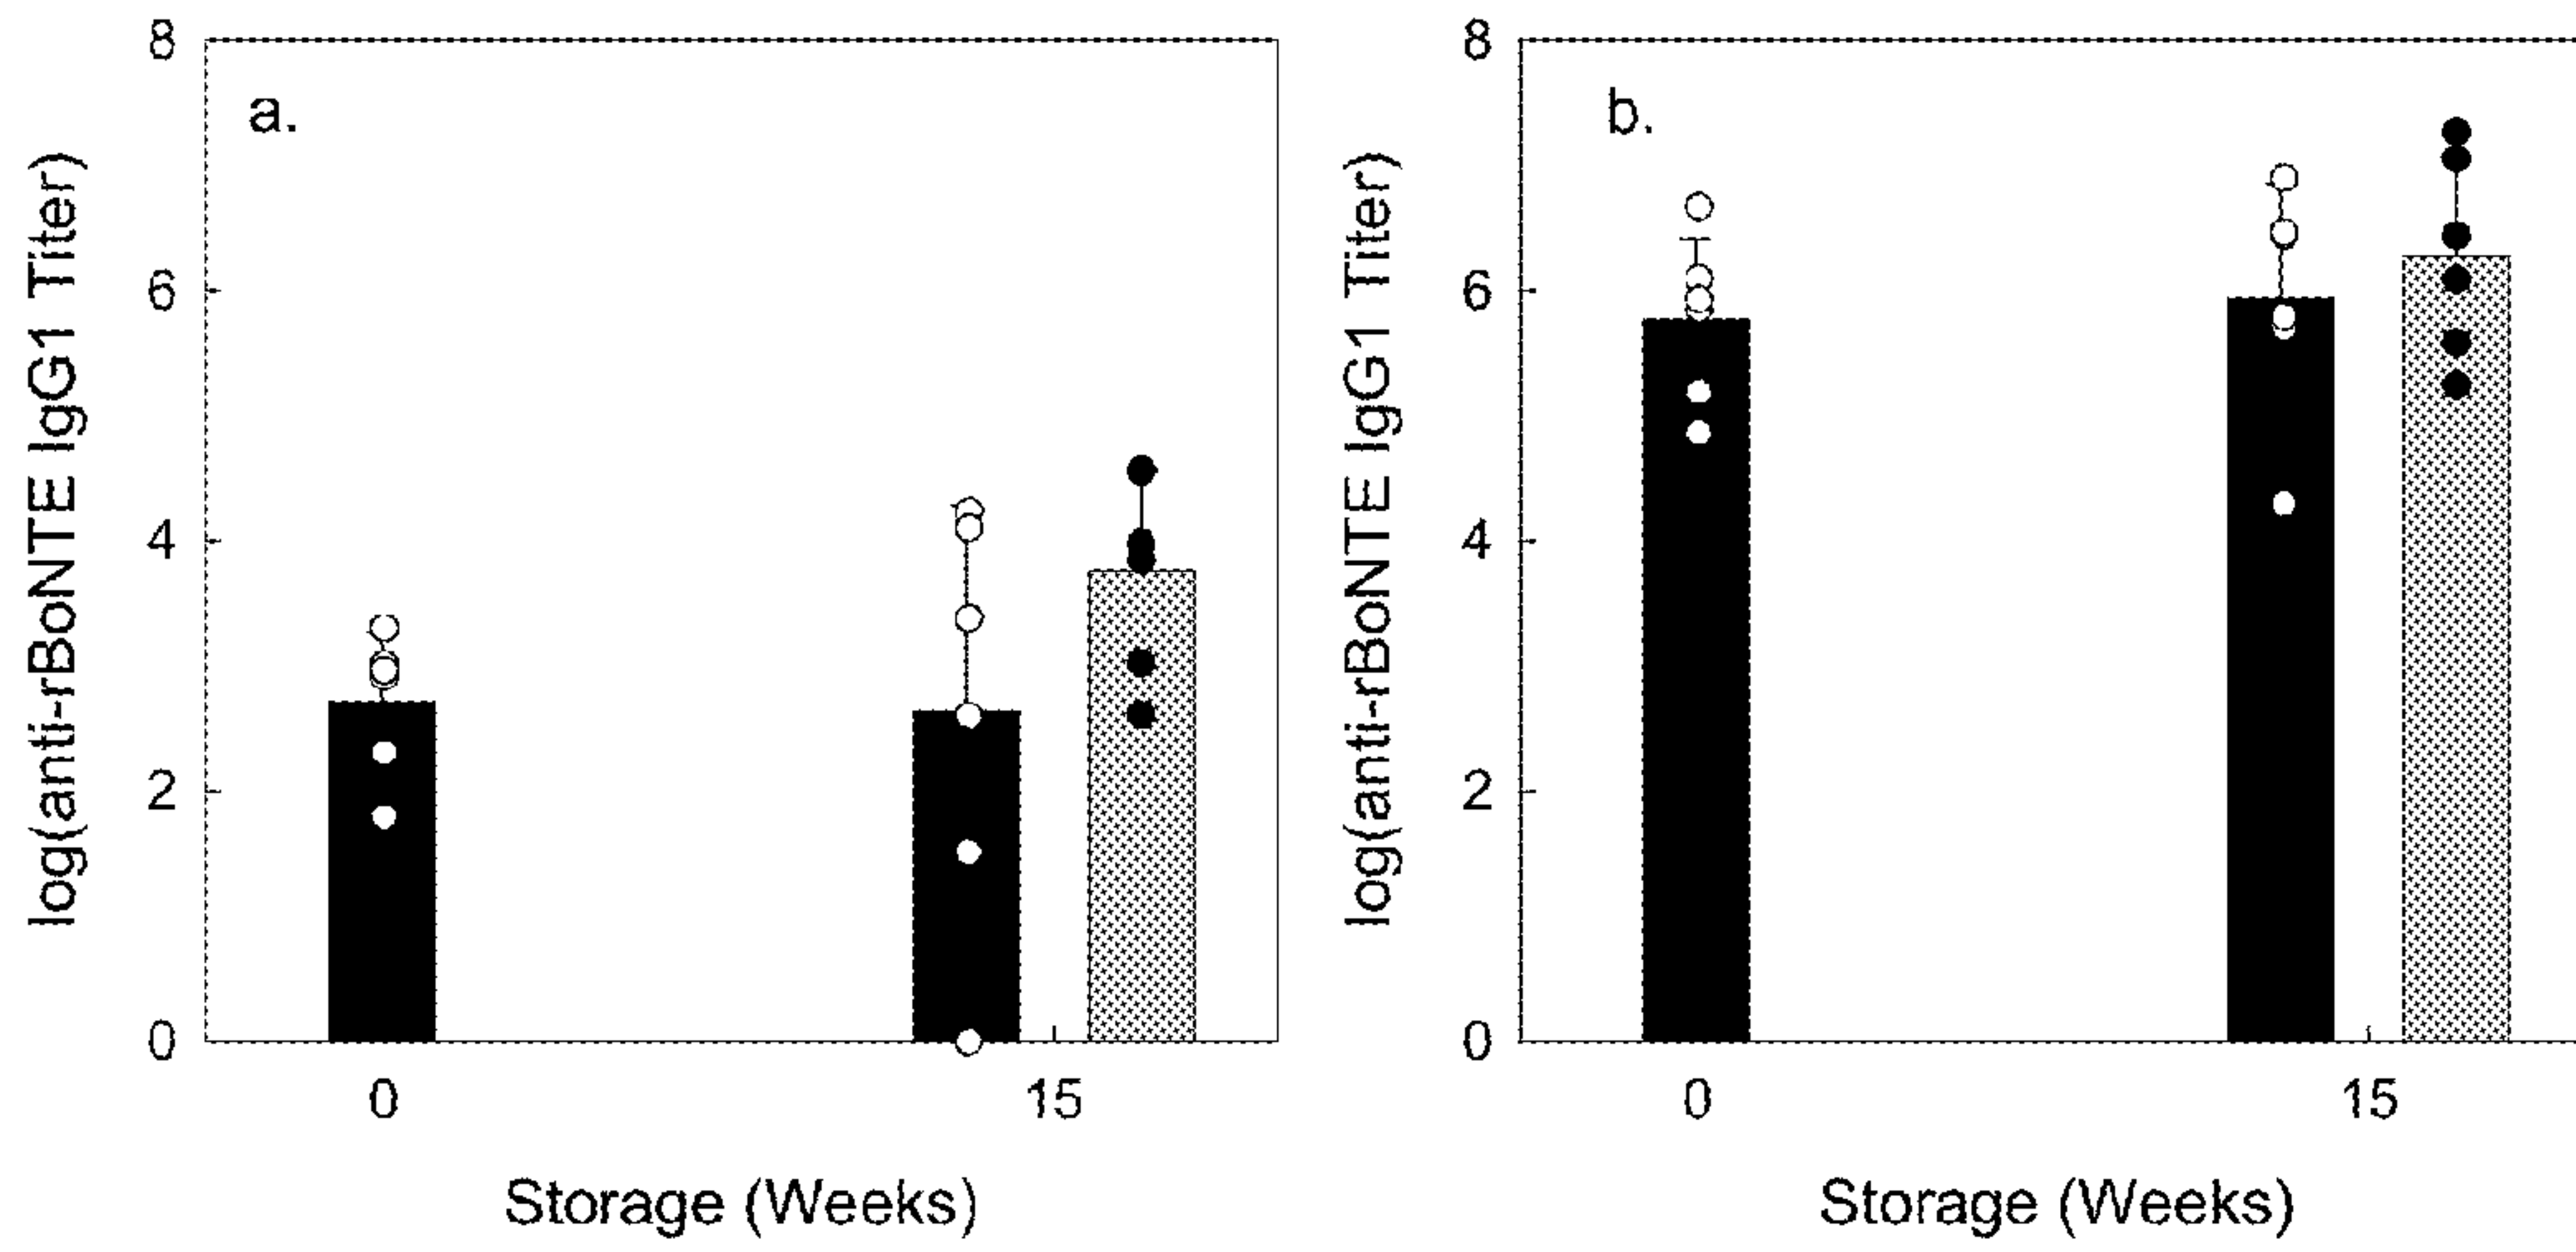 a.
log(anti-rBoNTE IgG1 Titer)
8
6
4
2
0
0
15
Storage (Weeks)
b.
log(anti-rBoNTE IgG1 Titer)
8
6
4
2
0
0
15
Storage (Weeks)